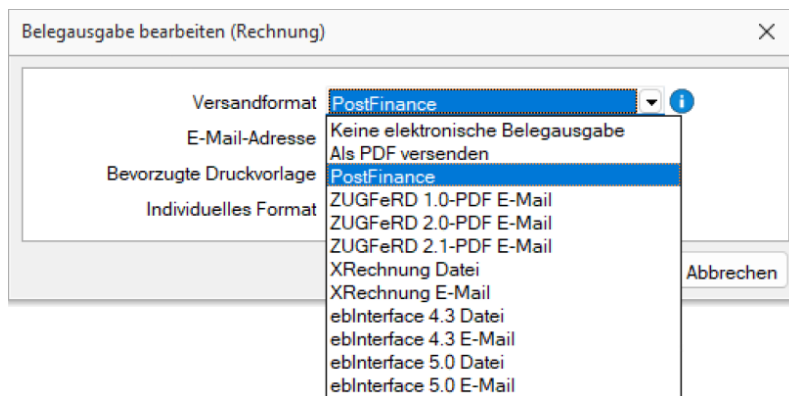 Belegausgabe bearbeiten (Rechnung)
Versandformat PostFinance
E-Mail-Adresse
Bevorzugte Druckvorlage
Individuelles Format
Keine elektronische Belegausgabe
Als PDF versenden
PostFinance
ZUGFeRD 1.0-PDF E-Mail
ZUGFeRD 2.0-PDF E-Mail
ZUGFeRD 2.1-PDF E-Mail
XRechnung Datei
XRechnung E-Mail
ebInterface 4.3 Datei
ebInterface 4.3 E-Mail
ebInterface 5.0 Datei
ebInterface 5.0 E-Mail
Abbrechen